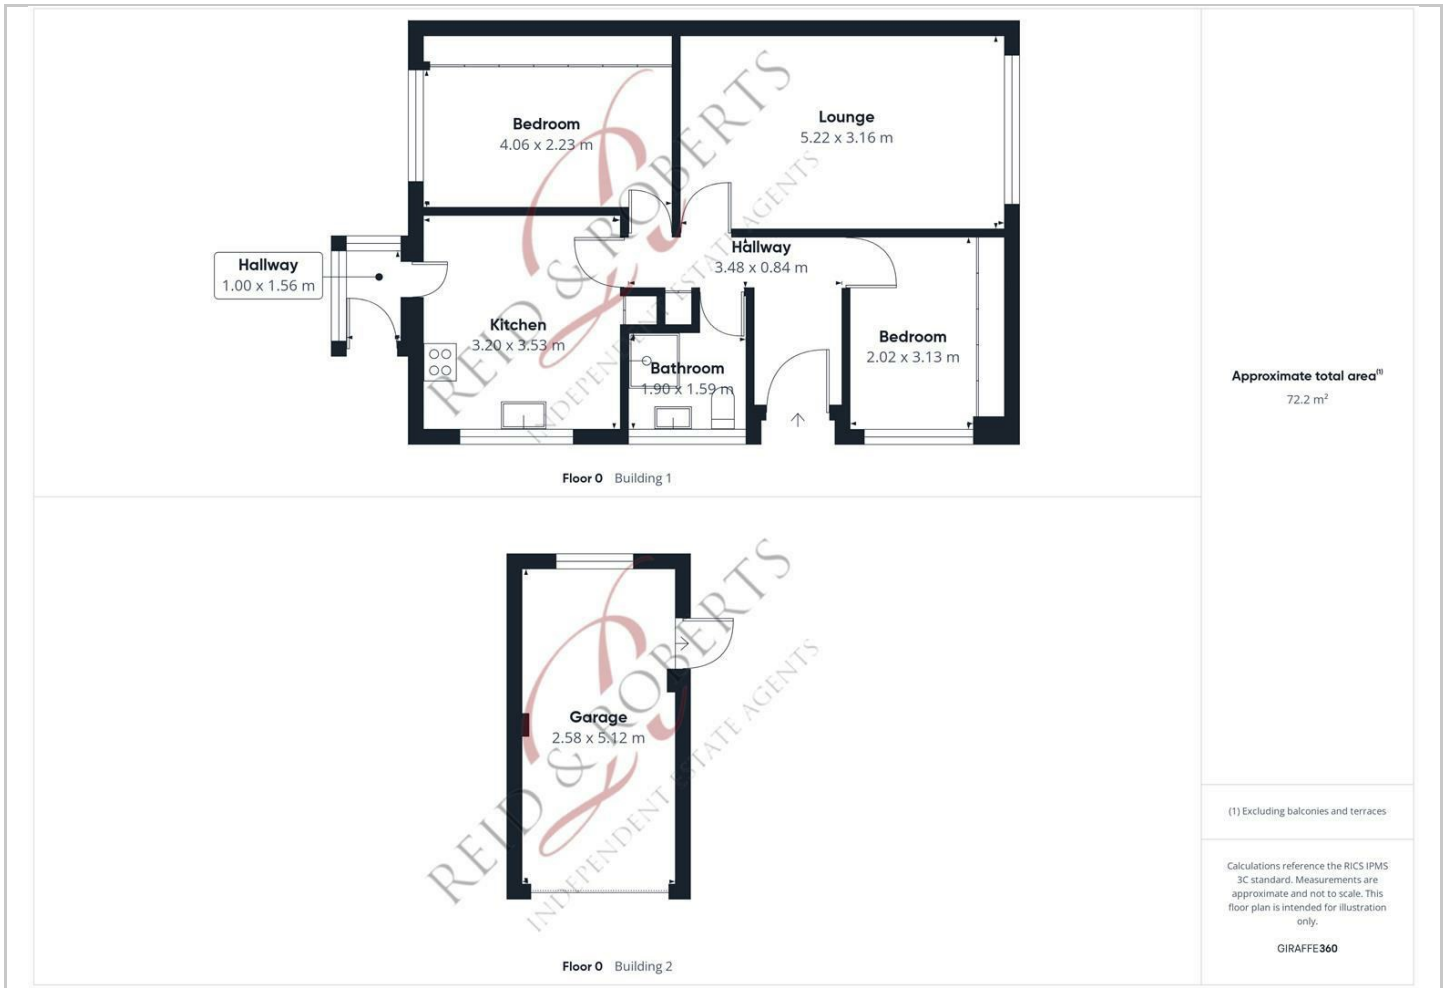 Bedroom
4.06 x 2.23 m
Lounge
5.22 x 3.16 m
Hallway
3.48 x 0.84 m
Hallway
1.00 x 1.56 m
Kitchen
3.20 x 3.53 m
Bathroom
1.90 x 1.59 m
Bedroom
2.02 x 3.13 m
REID & ROBERTS
INDEPENDENT ESTATE AGENTS
Floor 0 Building 1
Garage
2.58 x 5.12 m
REID & ROBERTS
INDEPENDENT ESTATE AGENTS
Floor 0 Building 2
Approximate total area(1)
72.2 m²
(1) Excluding balconies and terraces
Calculations reference the RICS IPMS
3C standard. Measurements are
approximate and not to scale. This
floor plan is intended for illustration
only.
GIRAFFE360